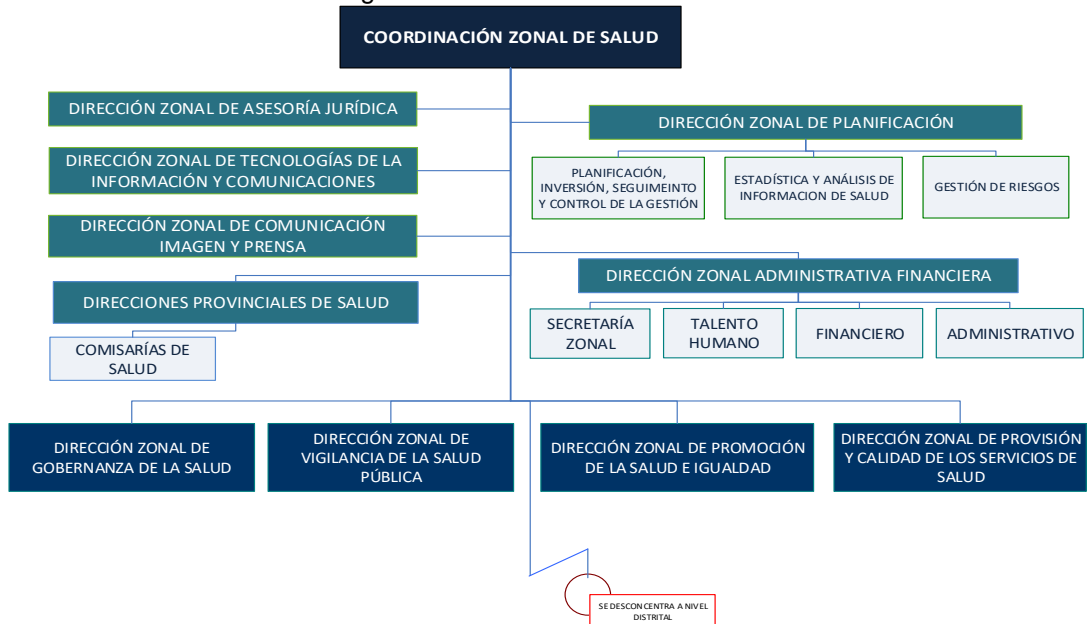 COORDINACIÓN ZONAL DE SALUD
DIRECCIÓN ZONAL DE ASESORÍA JURÍDICA
DIRECCIÓN ZONAL DE TECNOLOGÍAS DE LA
INFORMACIÓN Y COMUNICACIONES
DIRECCIÓN ZONAL DE COMUNICACIÓN
IMAGEN Y PRENSA
DIRECCIONES PROVINCIALES DE SALUD
COMISARÍAS DE
SALUD
DIRECCIÓN ZONAL DE PLANIFICACIÓN
PLANIFICACIÓN,
INVERSIÓN, SEGUIMEINTO
Y CONTROL DE LA GESTIÓN
ESTADÍSTICA Y ANÁLISIS DE
INFORMACION DE SALUD
GESTIÓN DE RIESGOS
DIRECCIÓN ZONAL ADMINISTRATIVA FINANCIERA
SECRETARÍA
ZONAL
TALENTO
HUMANO
FINANCIERO
ADMINISTRATIVO
DIRECCIÓN ZONAL DE
GOBERNANZA DE LA SALUD
DIRECCIÓN ZONAL DE
VIGILANCIA DE LA SALUD
PÚBLICA
DIRECCIÓN ZONAL DE PROMOCIÓN
DE LA SALUD E IGUALDAD
DIRECCIÓN ZONAL DE PROVISIÓN
Y CALIDAD DE LOS SERVICIOS DE
SALUD
SE DESCONCENTRA A NIVEL
DISTRITAL